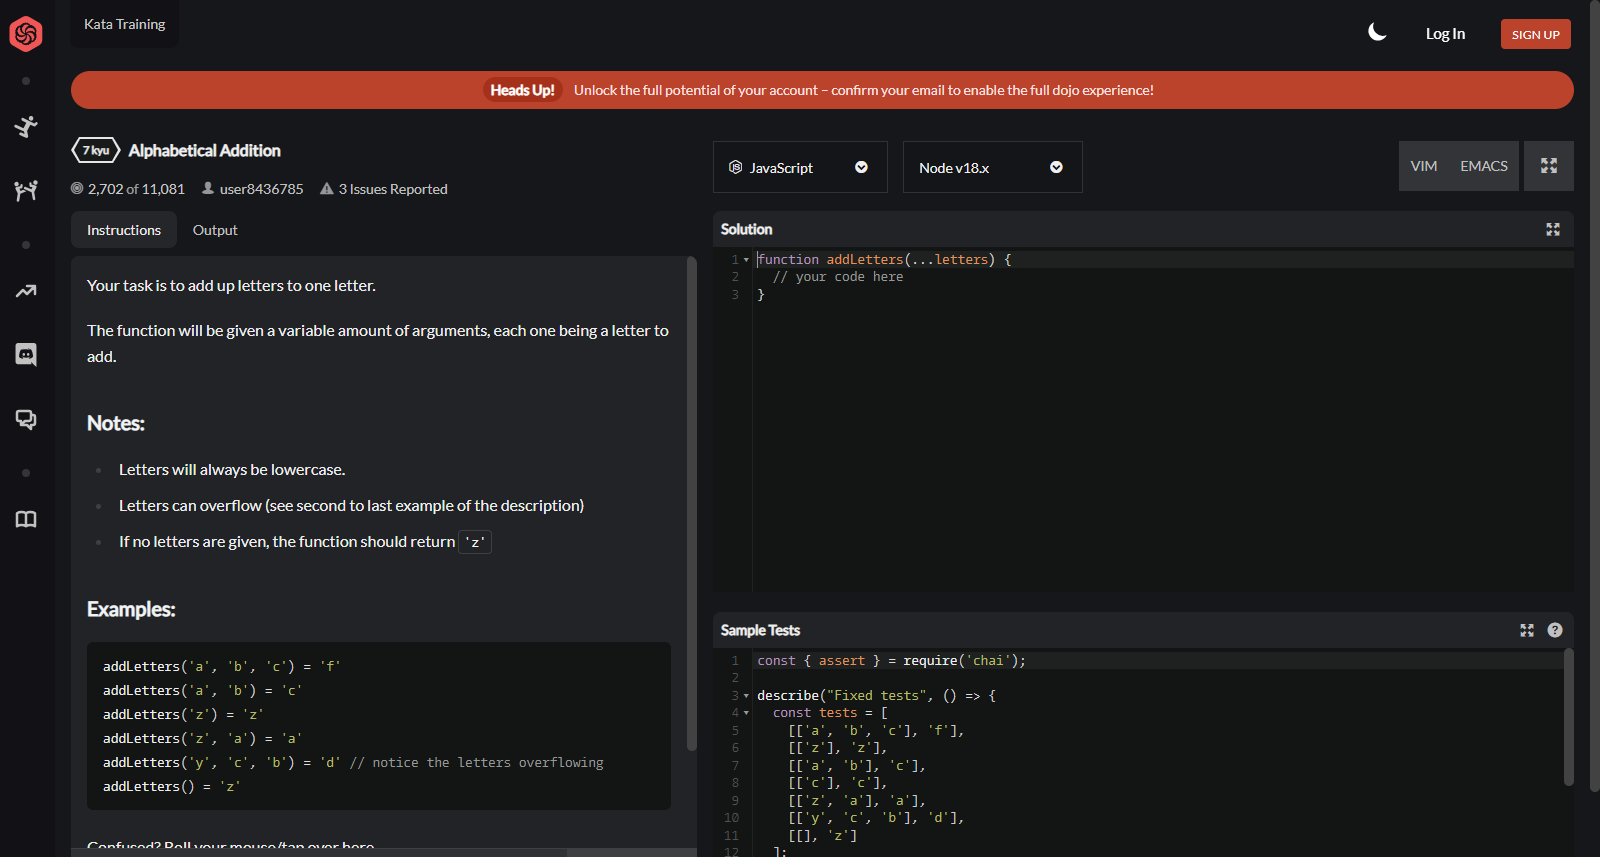 Kata Training
Log In
SIGN UP
Heads Up! Unlock the full potential of your account – confirm your email to enable the full dojo experience!
7 kyu Alphabetical Addition
2,702 of 11,081 user8436785 3 Issues Reported
Instructions Output
Your task is to add up letters to one letter.
The function will be given a variable amount of arguments, each one being a letter to
add.
Notes:
Letters will always be lowercase.
Letters can overflow (see second to last example of the description)
If no letters are given, the function should return 'z'
Examples:
addLetters('a', 'b', 'c') = 'f'
addLetters('a', 'b') = 'c'
addLetters('z') = 'z'
addLetters('z', 'a') = 'a'
addLetters('y', 'c', 'b') = 'd' // notice the letters overflowing
addLetters() = 'z'
Confused? Roll your mouse/tap over here
JavaScript
Node v18.x
VIM EMACS
Solution
1 function addLetters(...letters) {
2 // your code here
3 }
Sample Tests
1 const { assert } = require('chai');
2
3 describe("Fixed tests", () => {
4 const tests = [
5 [['a', 'b', 'c'], 'f'],
6 [['z'], 'z'],
7 [['a', 'b'], 'c'],
8 [['c'], 'c'],
9 [['z', 'a'], 'a'],
10 [['y', 'c', 'b'], 'd'],
11 [[], 'z']
12 ];